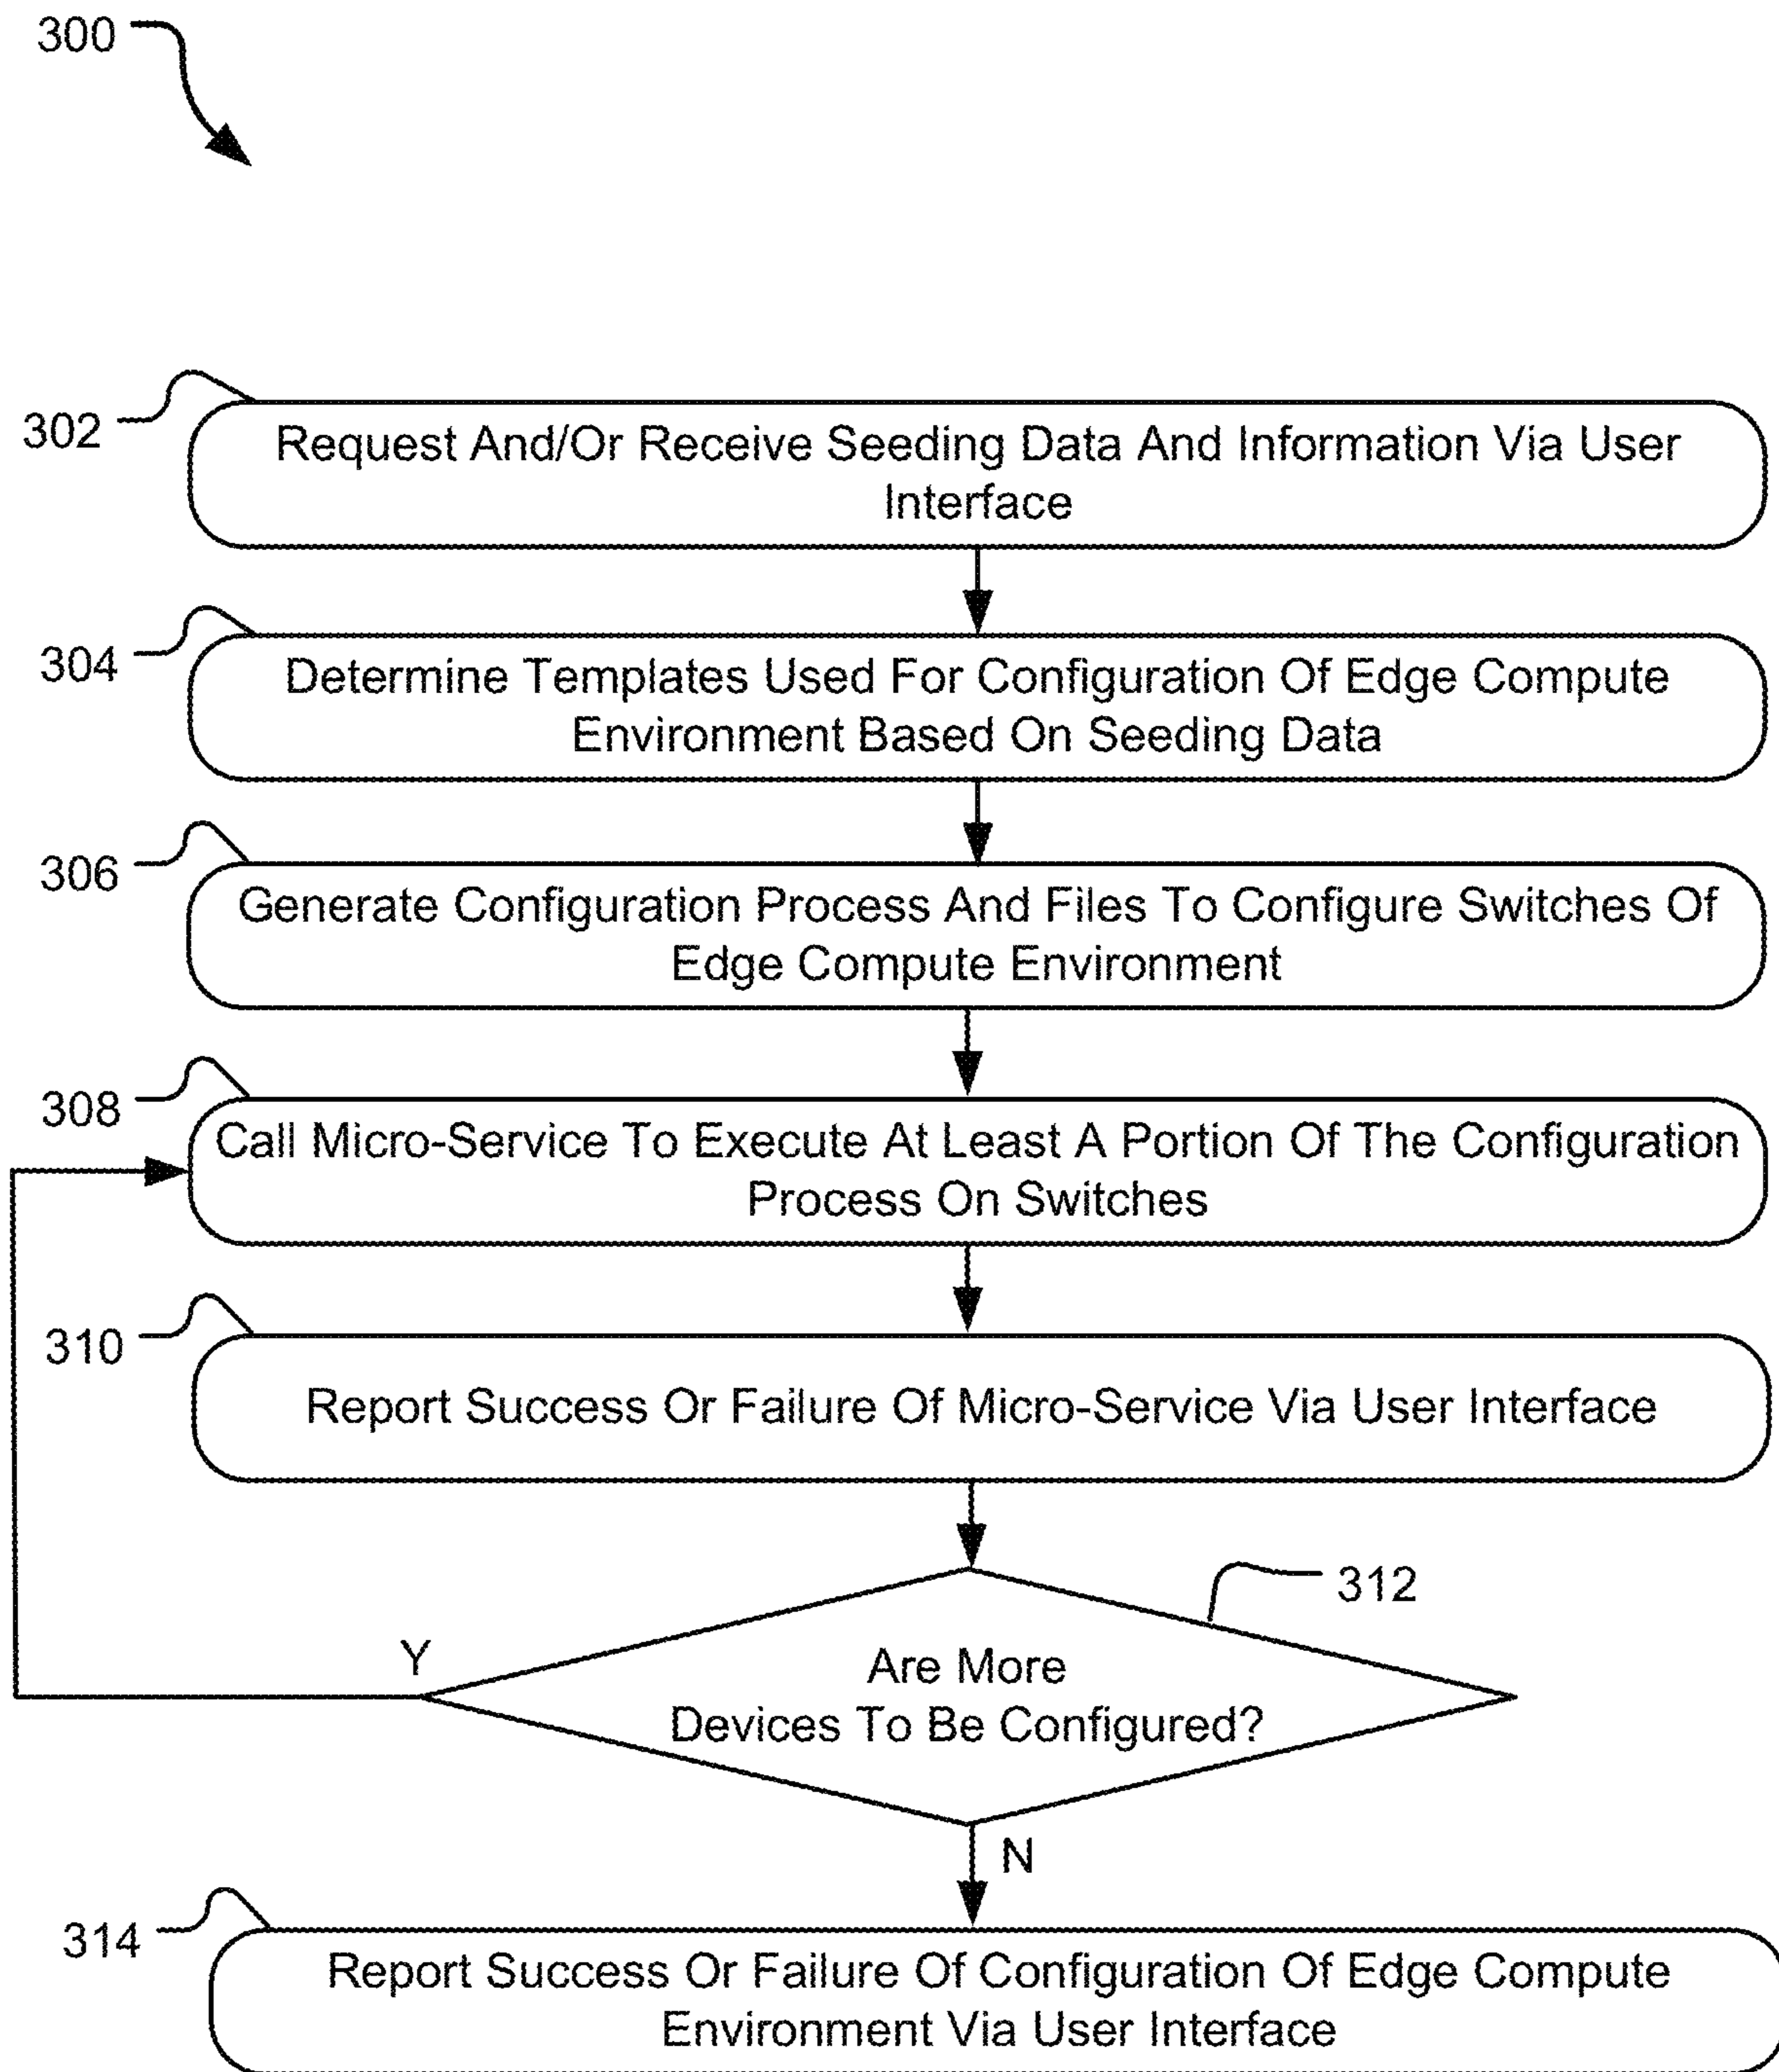 300
302
Request And/Or Receive Seeding Data And Information Via User
Interface
304
Determine Templates Used For Configuration Of Edge Compute
Environment Based On Seeding Data
306
Generate Configuration Process And Files To Configure Switches Of
Edge Compute Environment
308
Call Micro-Service To Execute At Least A Portion Of The Configuration
Process On Switches
310
Report Success Or Failure Of Micro-Service Via User Interface
312
Y
Are More
Devices To Be Configured?
N
314
Report Success Or Failure Of Configuration Of Edge Compute
Environment Via User Interface